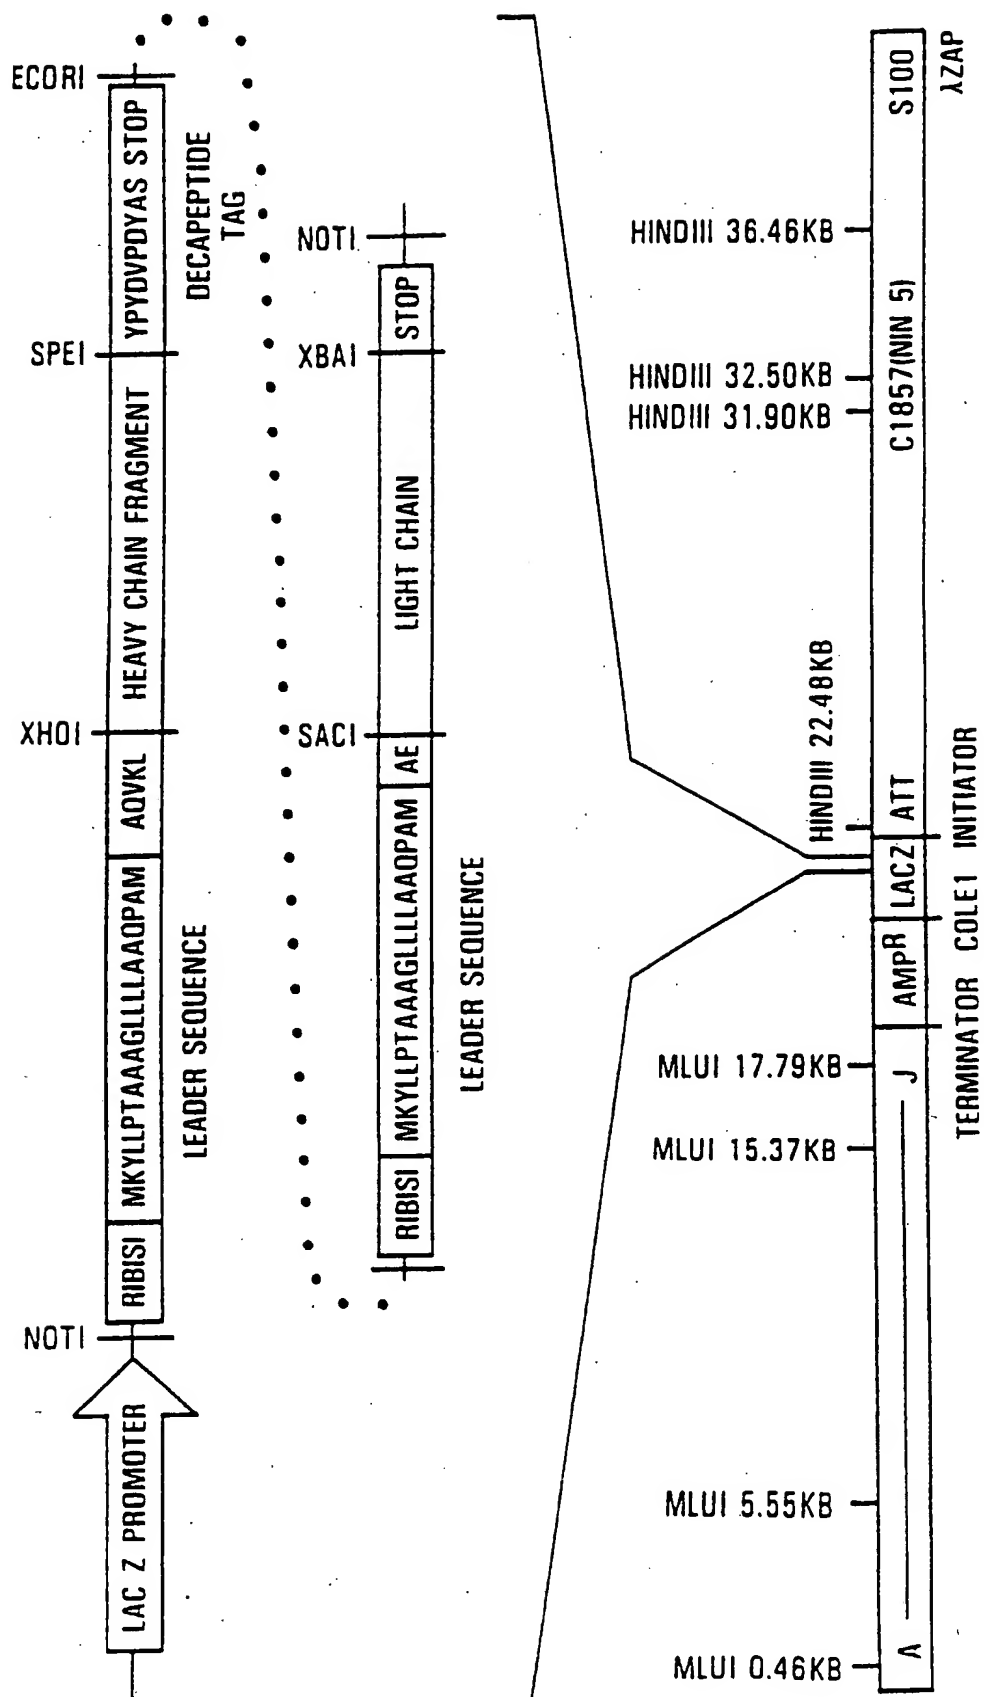 ECORI
SPEI
XHOI
NOTI
LAC Z PROMOTER
RIBISI
MKYLLPTAAAGLLLLAAQPAM
AQVKL
HEAVY CHAIN FRAGMENT
YPYDVPDYAS STOP
LEADER SEQUENCE
DECAPEPTIDE
TAG
NOTI
XBAI
SACI
RIBISI
MKYLLPTAAAGLLLLAAQPAM
AE
LIGHT CHAIN
STOP
LEADER SEQUENCE
MLUI 0.46KB
MLUI 5.55KB
MLUI 15.37KB
MLUI 17.79KB
HINDIII 22.48KB
HINDIII 31.90KB
HINDIII 32.50KB
HINDIII 36.46KB
A
J
AMPR
LACZ
ATT
C1857(NIN 5)
S100
TERMINATOR COLE1 INITIATOR
λZAP